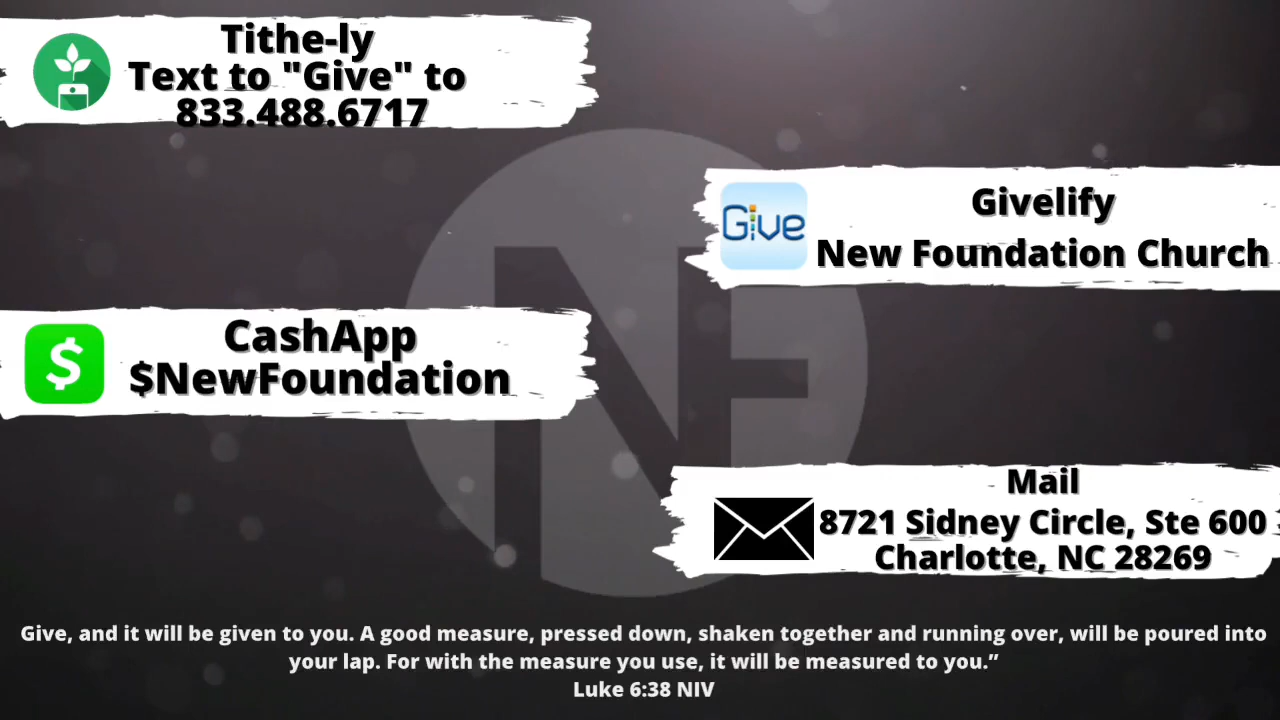 Tithe-ly
Text to "Give" to
833.488.6717
Give
Givelify
New Foundation Church
$
CashApp
$NewFoundation
NF
Mail
8721 Sidney Circle, Ste 600
Charlotte, NC 28269
Give, and it will be given to you. A good measure, pressed down, shaken together and running over, will be poured into
your lap. For with the measure you use, it will be measured to you.”
Luke 6:38 NIV